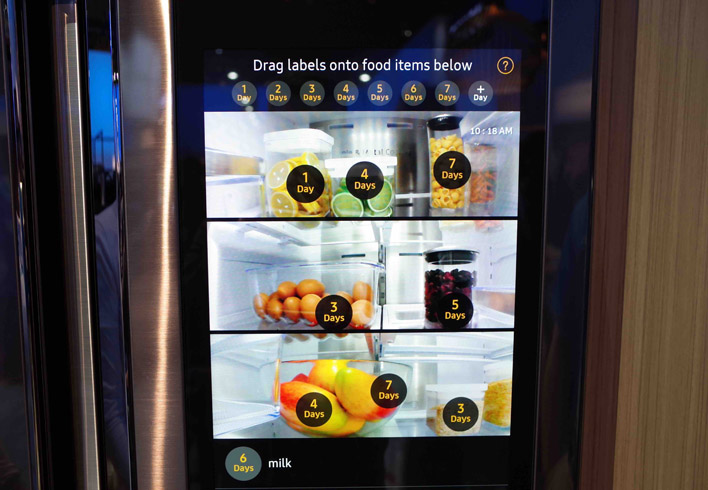 Drag labels onto food items below ?
1 Days 2 Days 3 Days 4 Days 5 Days 6 Days 7 Days + Day
10:18 AM
1 Day
4 Days
7 Days
3 Days
5 Days
4 Days
7 Days
3 Days
6 Days milk